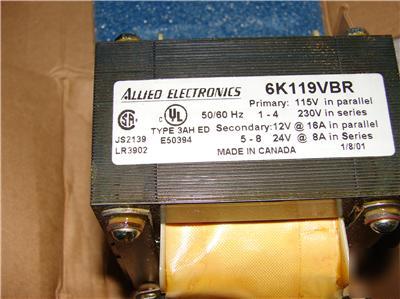 ALLIED ELECTRONICS 6K119VBR
Primary: 115V in parallel
50/60 Hz 1 - 4 230V in series
TYPE 3AH ED Secondary:12V @ 16A in parallel
JS2139 E50394 5 - 8 24V @ 8A in Series
LR3902 MADE IN CANADA 1/8/01